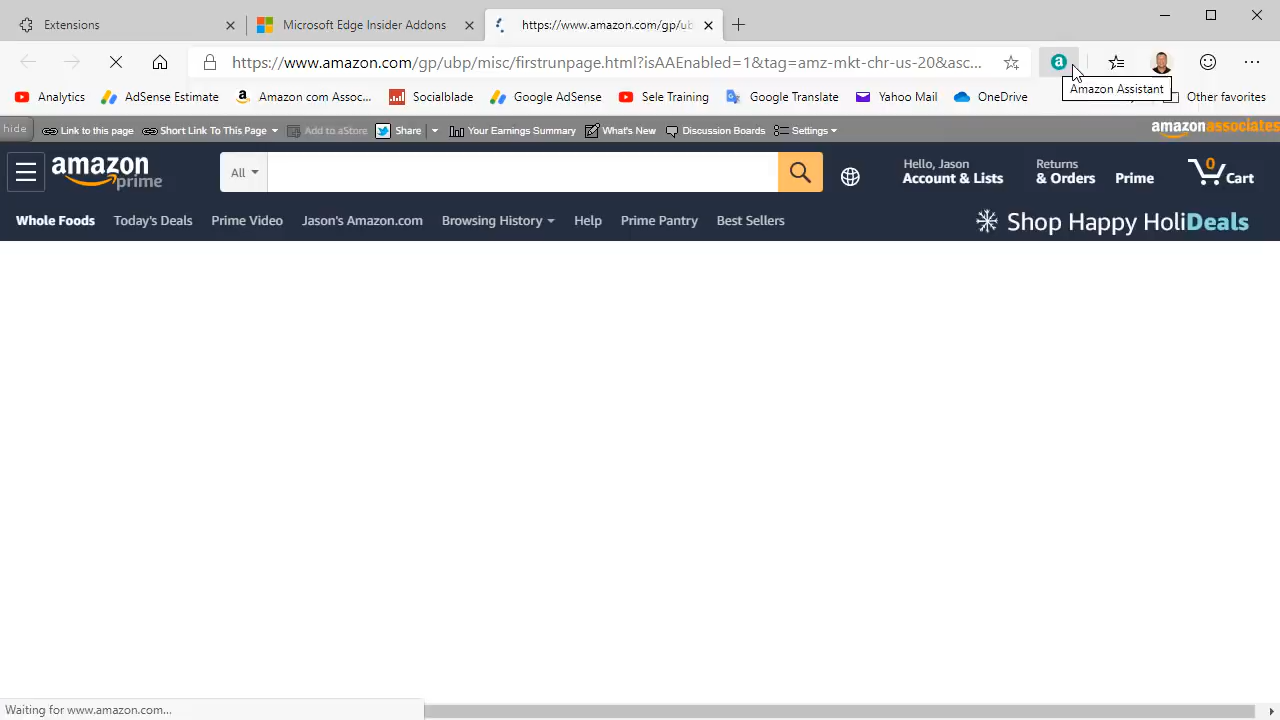 Extensions
Microsoft Edge Insider Addons
https://www.amazon.com/gp/ub
https://www.amazon.com/gp/ubp/misc/firstrunpage.html?isAAEnabled=1&tag=amz-mkt-chr-us-20&asc...
Amazon Assistant
Analytics
AdSense Estimate
Amazon com Assoc...
Socialblade
Google AdSense
Sele Training
Google Translate
Yahoo Mail
OneDrive
Other favorites
hide
Link to this page
Short Link To This Page
Add to aStore
Share
Your Earnings Summary
What's New
Discussion Boards
Settings
amazonassociates
amazon prime
All
Hello, Jason
Account & Lists
Returns
& Orders
Prime
0
Cart
Whole Foods
Today's Deals
Prime Video
Jason's Amazon.com
Browsing History
Help
Prime Pantry
Best Sellers
Shop Happy HoliDeals
Waiting for www.amazon.com...